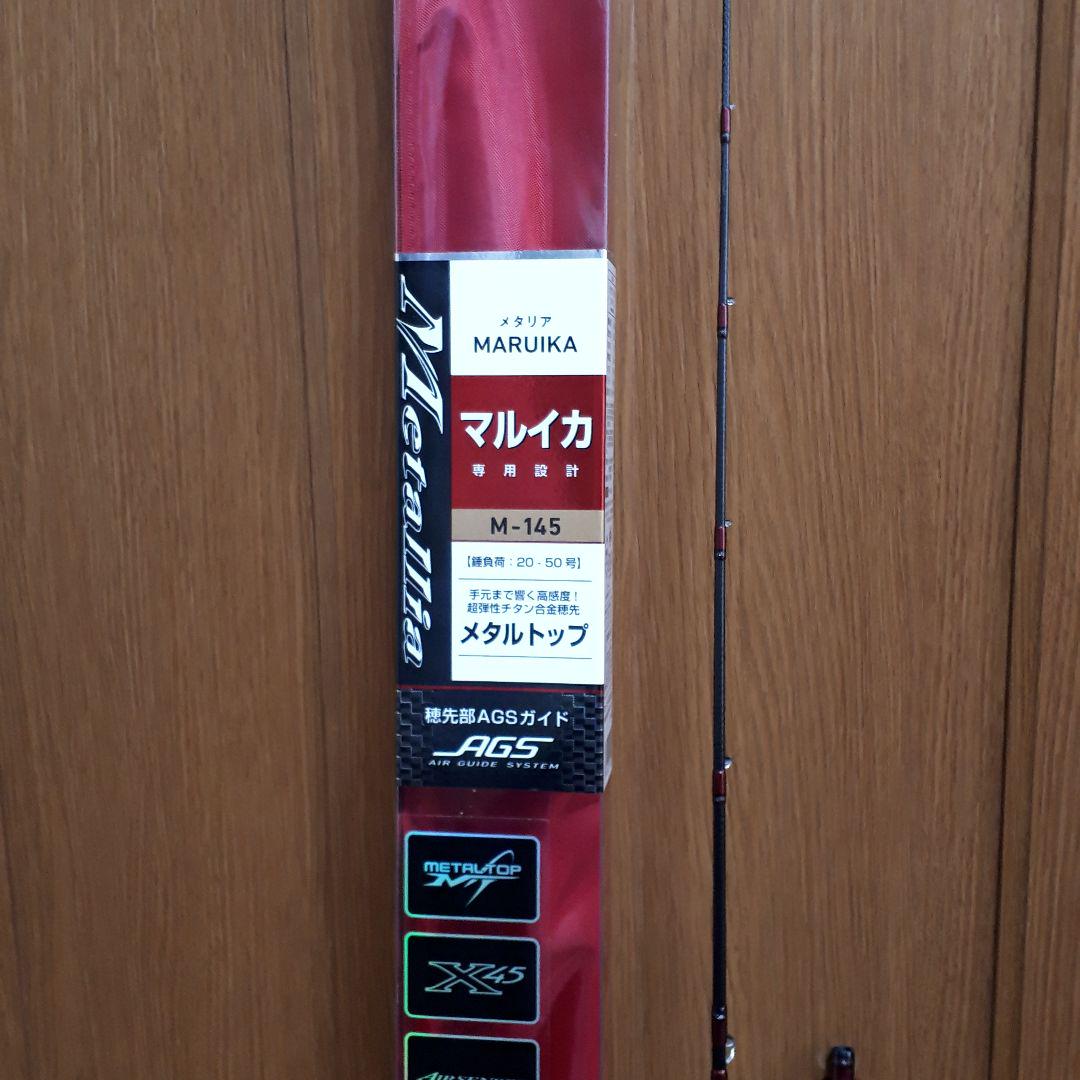 Metallia
メタリア
MARUIKA
マルイカ
専用設計
M-145
【錘負荷：20-50号】
手元まで響く高感度！
超弾性チタン合金穂先
メタルトップ
穂先部AGSガイド
AGS
AIR GUIDE SYSTEM
METAL TOP
MT
X45